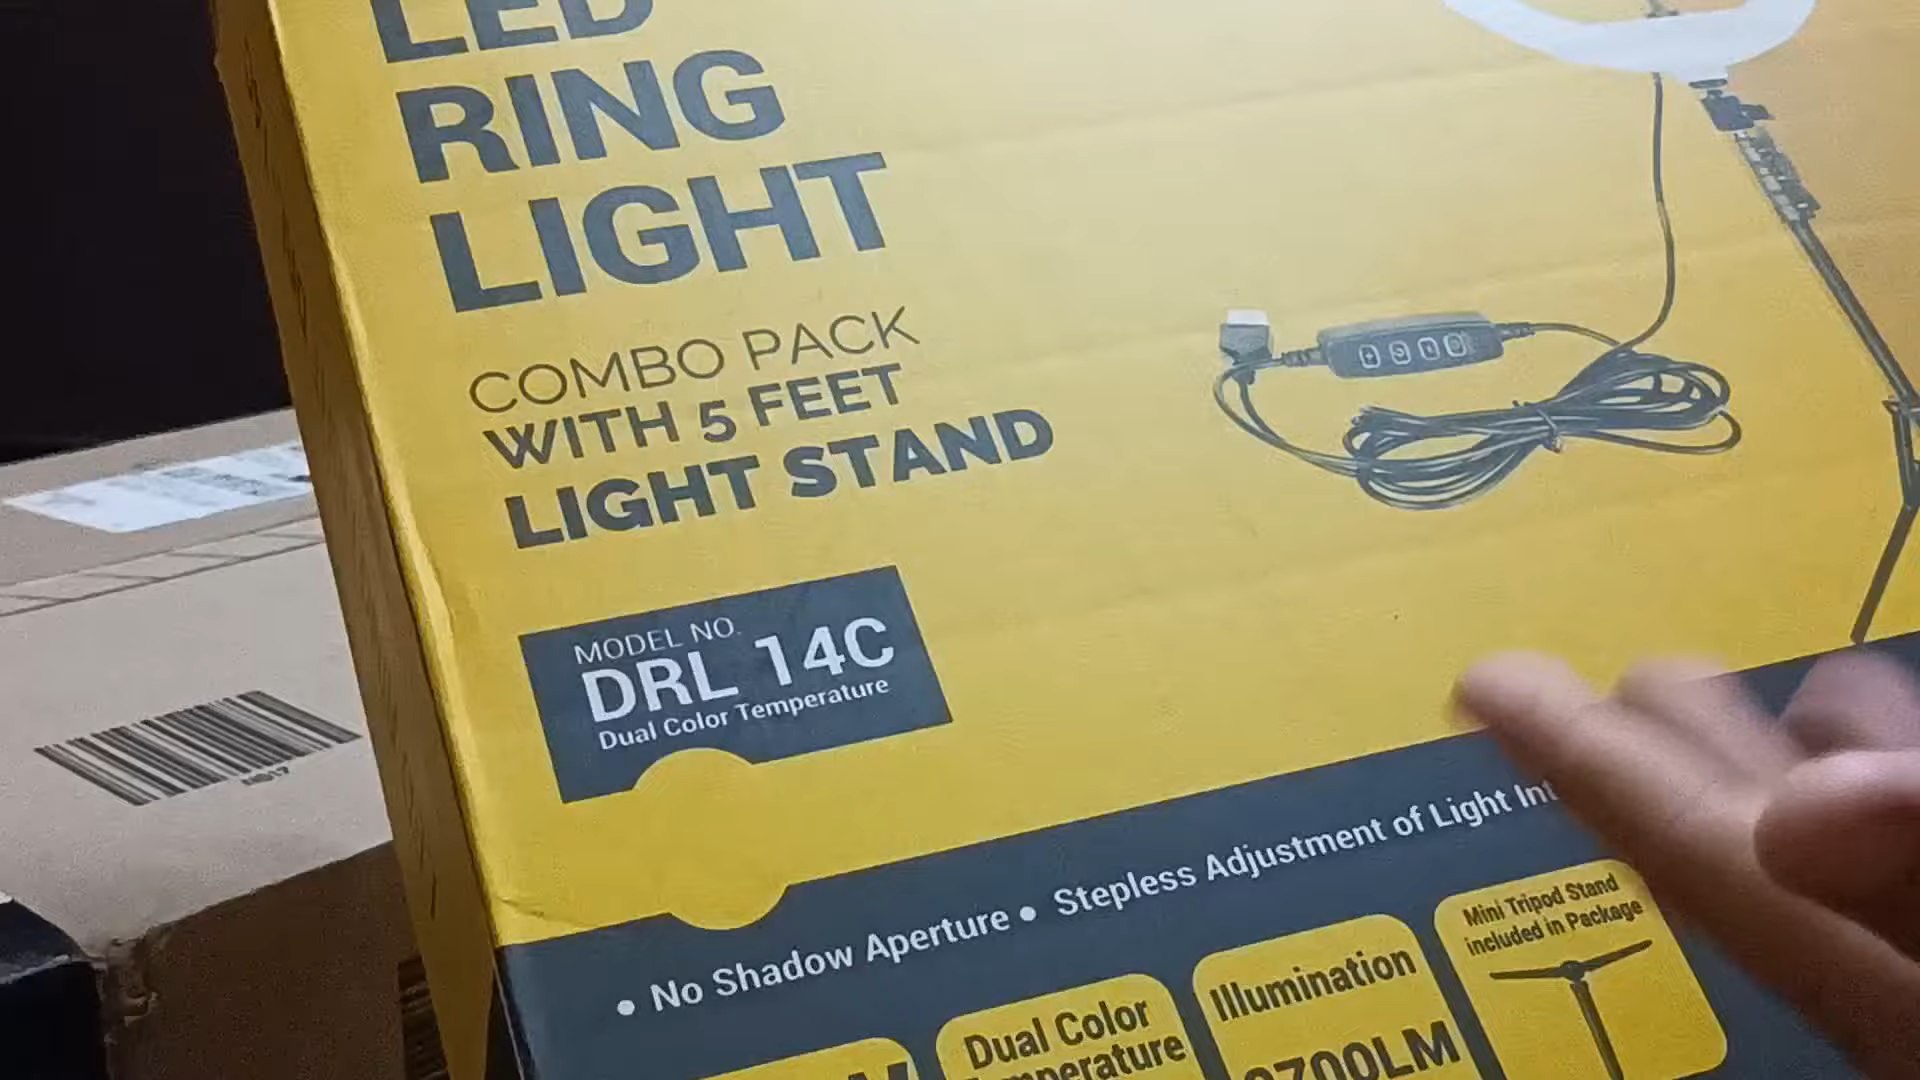 LED
RING
LIGHT
COMBO PACK
WITH 5 FEET
LIGHT STAND
MODEL NO.
DRL 14C
Dual Color Temperature
• No Shadow Aperture • Stepless Adjustment of Light
Dual Color
Illumination
Mini Tripod Stand
included in Package